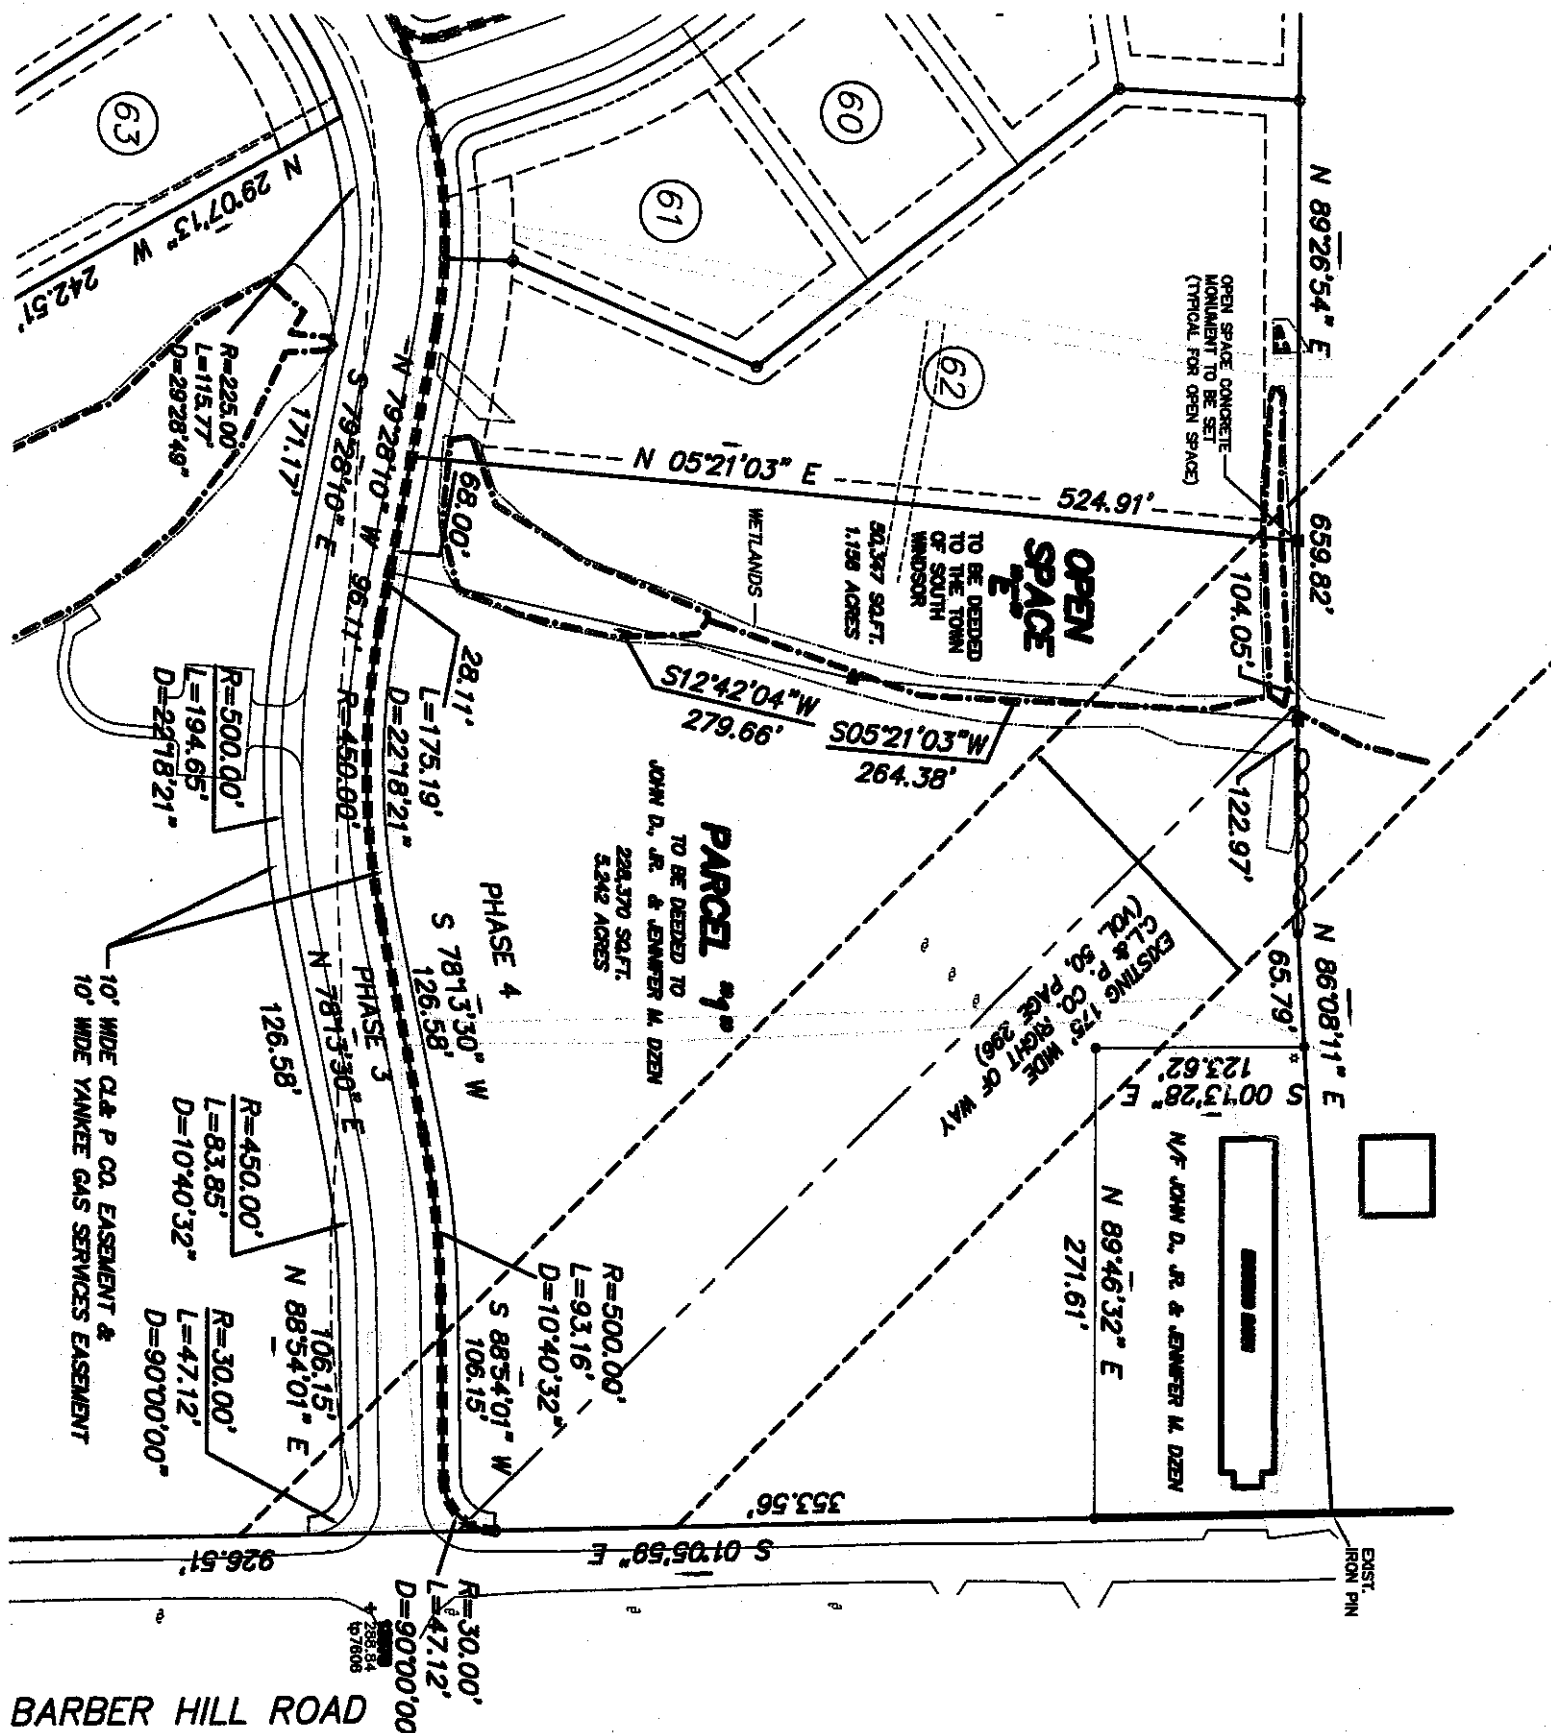 N 89°26'54" E
659.82'
N 86°08'11" E
65.79'
104.05'
122.97'
OPEN SPACE CONCRETE
MONUMENT TO BE SET
(TYPICAL FOR OPEN SPACE)
60
61
62
63
N 05°21'03" E
524.91'
OPEN
SPACE
"E"
TO BE DEEDED
TO THE TOWN
OF SOUTH
WINDSOR
50,347 SQ.FT.
1.156 ACRES
WETLANDS
S12°42'04"W
279.66'
S05°21'03"W
264.38'
EXISTING 175' WIDE
C.L.& P. CO. RIGHT OF WAY
(VOL. 50, PAGE 296)
S 00°13'28" E
123.62'
N 89°46'32" E
271.61'
N/F JOHN D., JR. & JENNIFER M. DZEN
EXIST.
IRON PIN
PARCEL "1"
TO BE DEEDED TO
JOHN D., JR. & JENNIFER M. DZEN
228,370 SQ.FT.
5.242 ACRES
PHASE 4
PHASE 3
N 29°07'13" W
242.51'
R=225.00'
L=115.77'
D=29°28'49"
171.17'
S 79°28'10" E
N 79°28'10" W
96.11'
68.00'
28.11'
L=175.19'
D=22°18'21"
R=450.00'
R=500.00'
L=194.65'
D=22°18'21"
S 78°13'30" W
126.58'
N 78°13'30" E
126.58'
10' WIDE CL& P CO. EASEMENT &
10' WIDE YANKEE GAS SERVICES EASEMENT
R=450.00'
L=83.85'
D=10°40'32"
R=500.00'
L=93.16'
D=10°40'32"
S 88°54'01" W
106.15'
106.15'
N 88°54'01" E
R=30.00'
L=47.12'
D=90°00'00"
353.56'
S 01°05'59" E
926.51'
R=30.00'
L=47.12'
D=90°00'00
288.84
tp7606
BARBER HILL ROAD